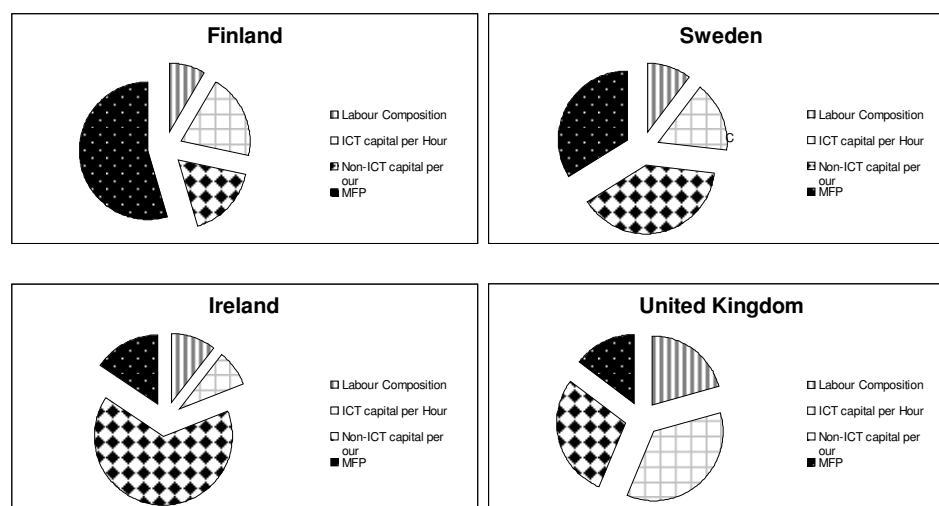 Finland
Labour Composition
ICT capital per Hour
Non-ICT capital per
our
MFP
Sweden
C
Labour Composition
ICT capital per Hour
Non-ICT capital per
our
MFP
Ireland
Labour Composition
ICT capital per Hour
Non-ICT capital per
our
MFP
United Kingdom
Labour Composition
ICT capital per Hour
Non-ICT capital per
our
MFP